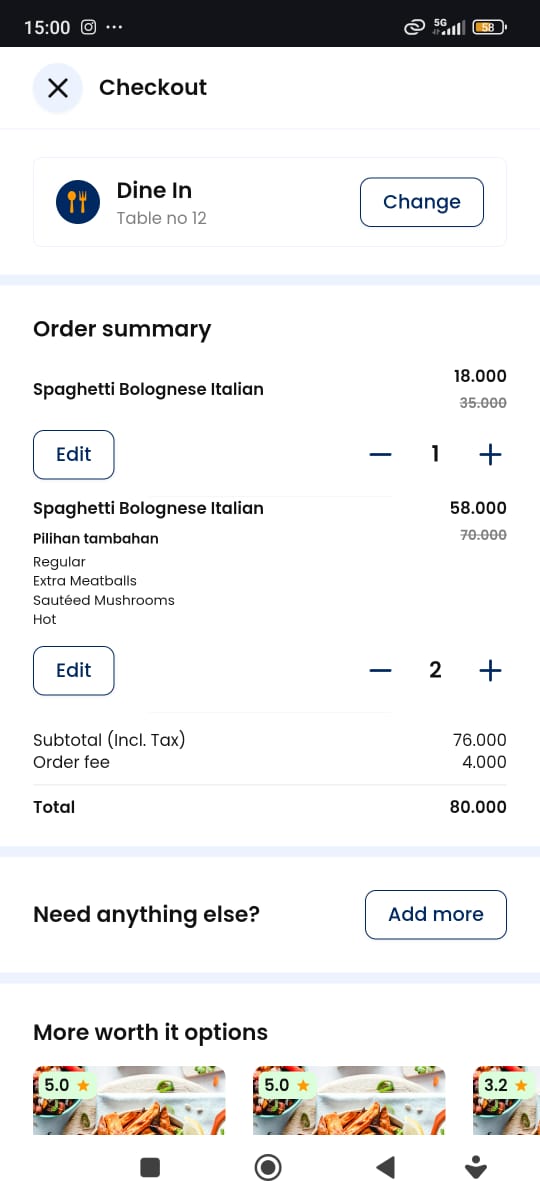 15:00
5G
58
Checkout
Dine In
Table no 12
Change
Order summary
Spaghetti Bolognese Italian
18.000
35.000
Edit
1
Spaghetti Bolognese Italian
58.000
Pilihan tambahan
70.000
Regular
Extra Meatballs
Sautéed Mushrooms
Hot
Edit
2
Subtotal (Incl. Tax) 76.000
Order fee 4.000
Total 80.000
Need anything else?
Add more
More worth it options
5.0
5.0
3.2